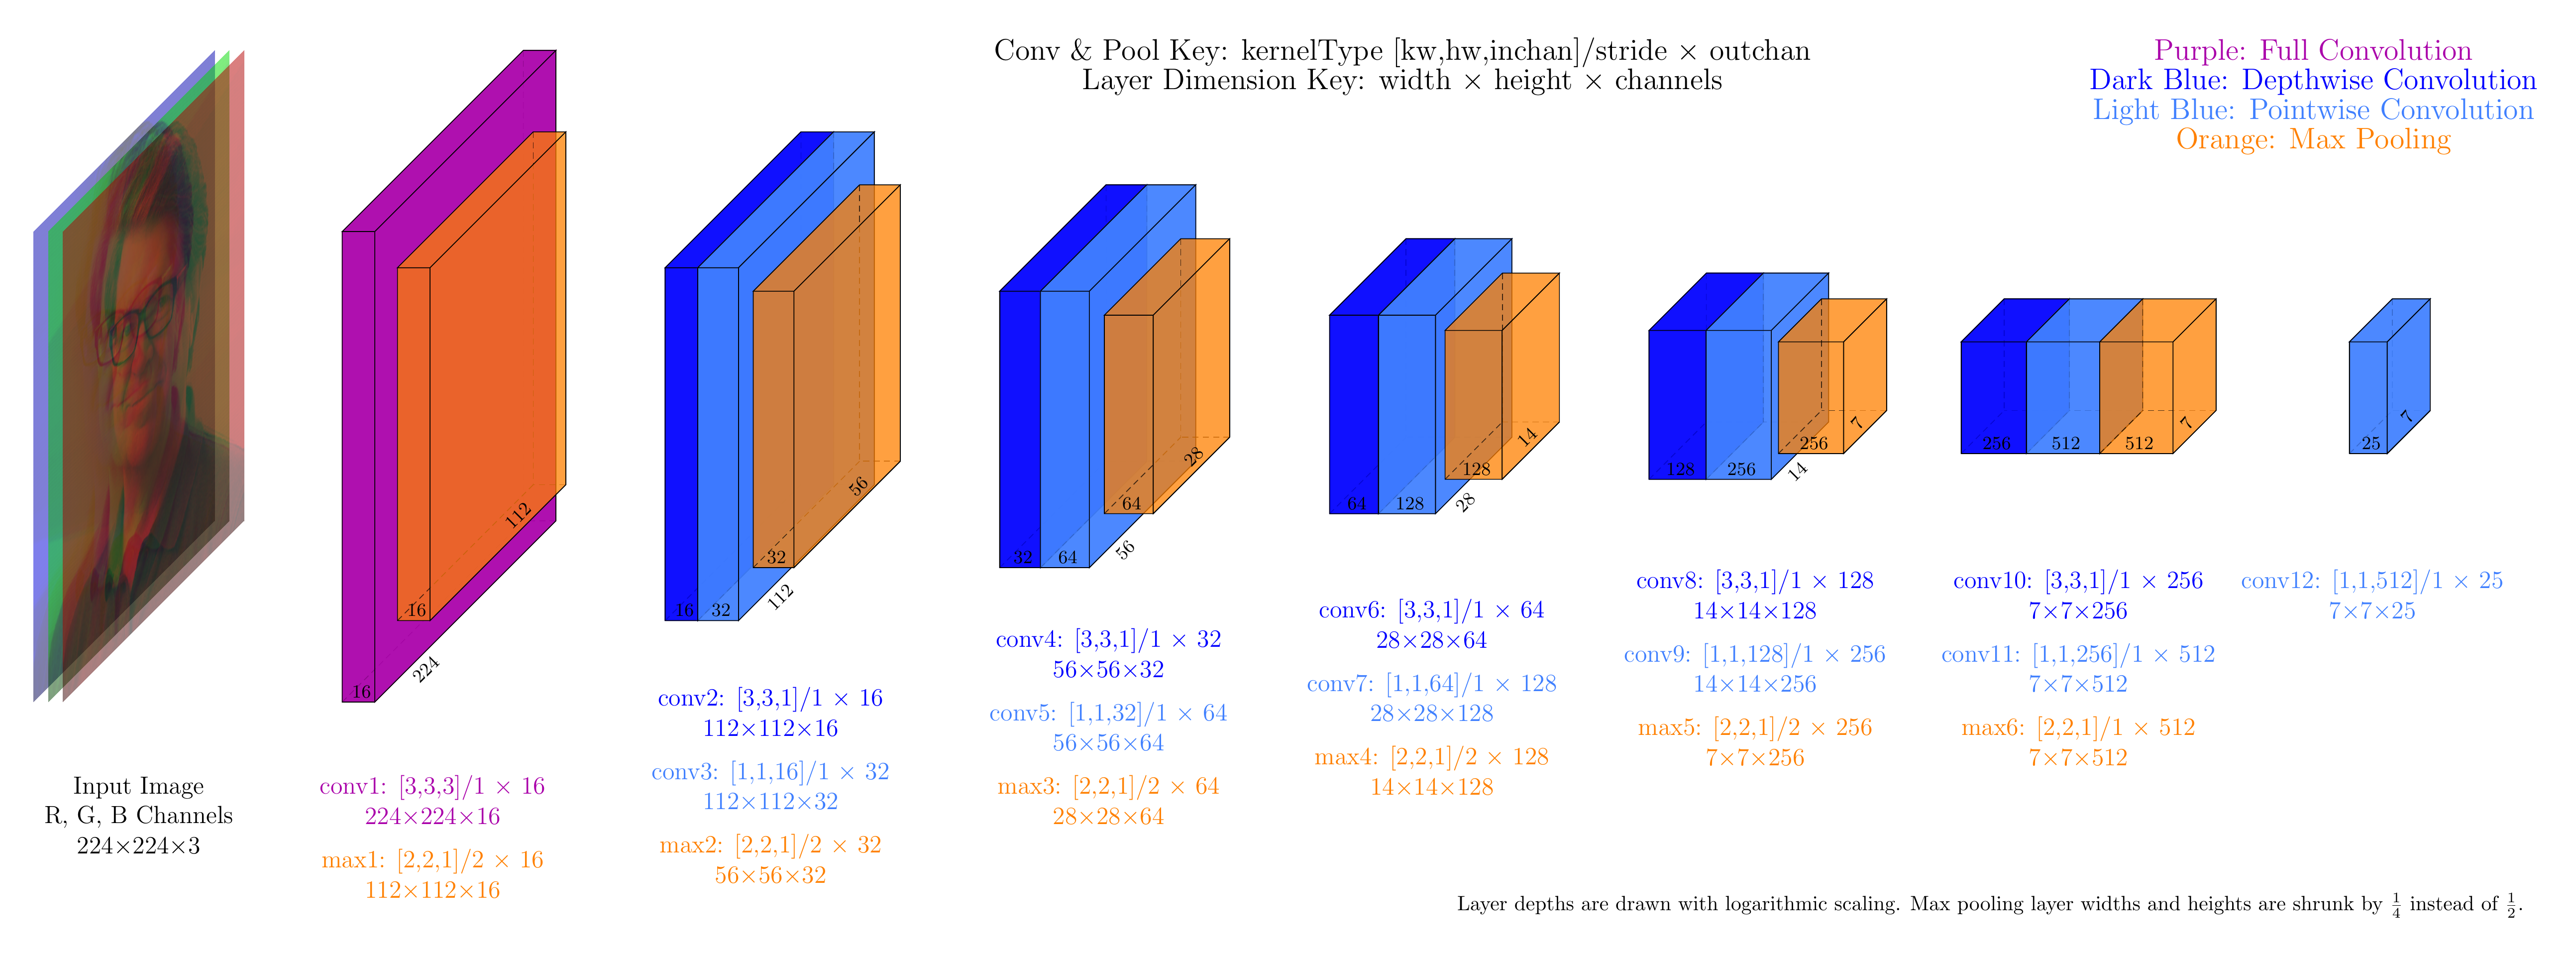 Conv & Pool Key: kernelType [kw,hw,inchan]/stride × outchan
Layer Dimension Key: width × height × channels
Purple: Full Convolution
Dark Blue: Depthwise Convolution
Light Blue: Pointwise Convolution
Orange: Max Pooling
Input Image
R, G, B Channels
224×224×3
16
224
16
112
conv1: [3,3,3]/1 × 16
224×224×16
max1: [2,2,1]/2 × 16
112×112×16
16
32
112
32
56
conv2: [3,3,1]/1 × 16
112×112×16
conv3: [1,1,16]/1 × 32
112×112×32
max2: [2,2,1]/2 × 32
56×56×32
32
64
56
64
28
conv4: [3,3,1]/1 × 32
56×56×32
conv5: [1,1,32]/1 × 64
56×56×64
max3: [2,2,1]/2 × 64
28×28×64
64
128
28
128
14
conv6: [3,3,1]/1 × 64
28×28×64
conv7: [1,1,64]/1 × 128
28×28×128
max4: [2,2,1]/2 × 128
14×14×128
128
256
14
256
7
conv8: [3,3,1]/1 × 128
14×14×128
conv9: [1,1,128]/1 × 256
14×14×256
max5: [2,2,1]/2 × 256
7×7×256
256
512
512
7
conv10: [3,3,1]/1 × 256
7×7×256
conv11: [1,1,256]/1 × 512
7×7×512
max6: [2,2,1]/1 × 512
7×7×512
25
7
conv12: [1,1,512]/1 × 25
7×7×25
Layer depths are drawn with logarithmic scaling. Max pooling layer widths and heights are shrunk by 1/4 instead of 1/2.